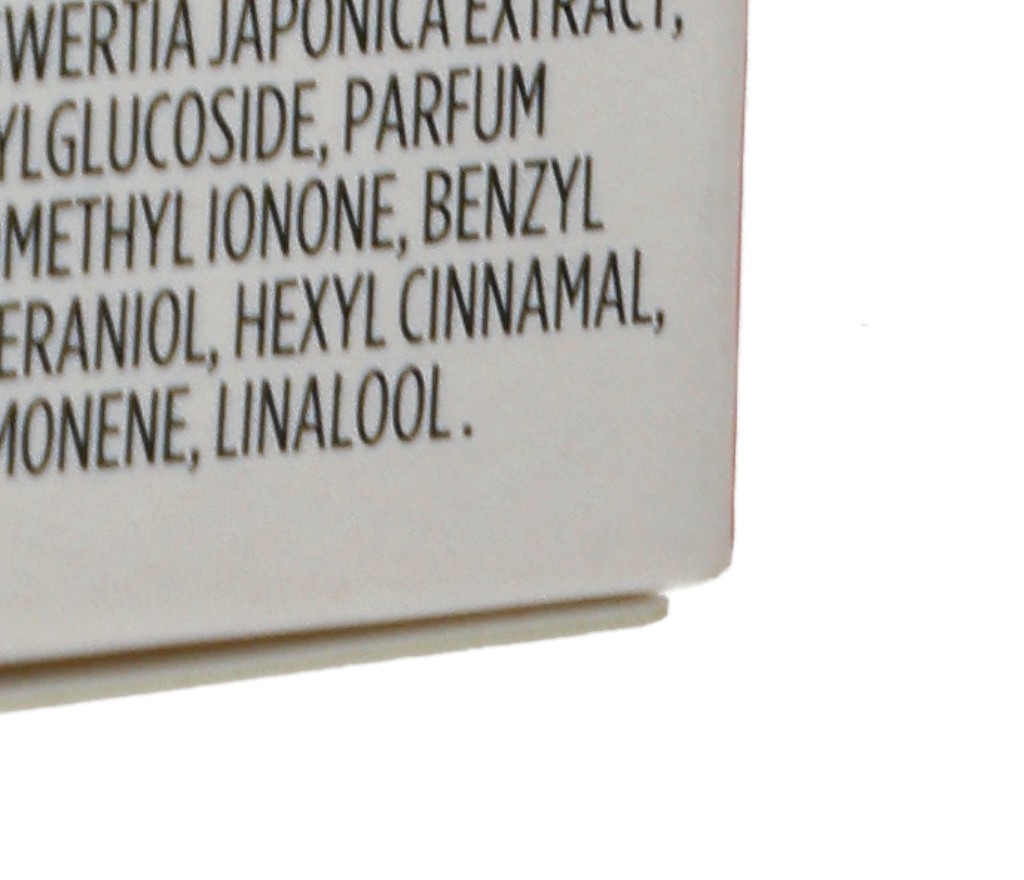 WERTIA JAPONICA EXTRACT,
YLGLUCOSIDE, PARFUM
METHYL IONONE, BENZYL
ERANIOL, HEXYL CINNAMAL,
MONENE, LINALOOL.